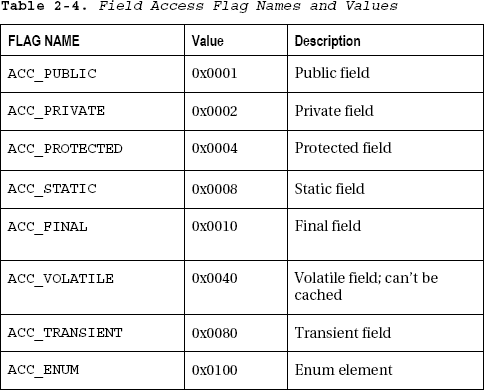 Table 2-4. Field Access Flag Names and Values
FLAG NAME Value Description
ACC_PUBLIC 0x0001 Public field
ACC_PRIVATE 0x0002 Private field
ACC_PROTECTED 0x0004 Protected field
ACC_STATIC 0x0008 Static field
ACC_FINAL 0x0010 Final field
ACC_VOLATILE 0x0040 Volatile field; can't be
cached
ACC_TRANSIENT 0x0080 Transient field
ACC_ENUM 0x0100 Enum element